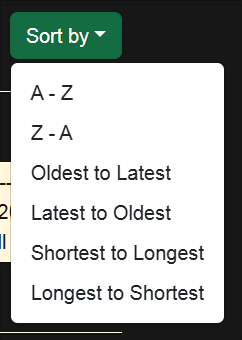 Sort by
A - Z
Z - A
Oldest to Latest
Latest to Oldest
Shortest to Longest
Longest to Shortest